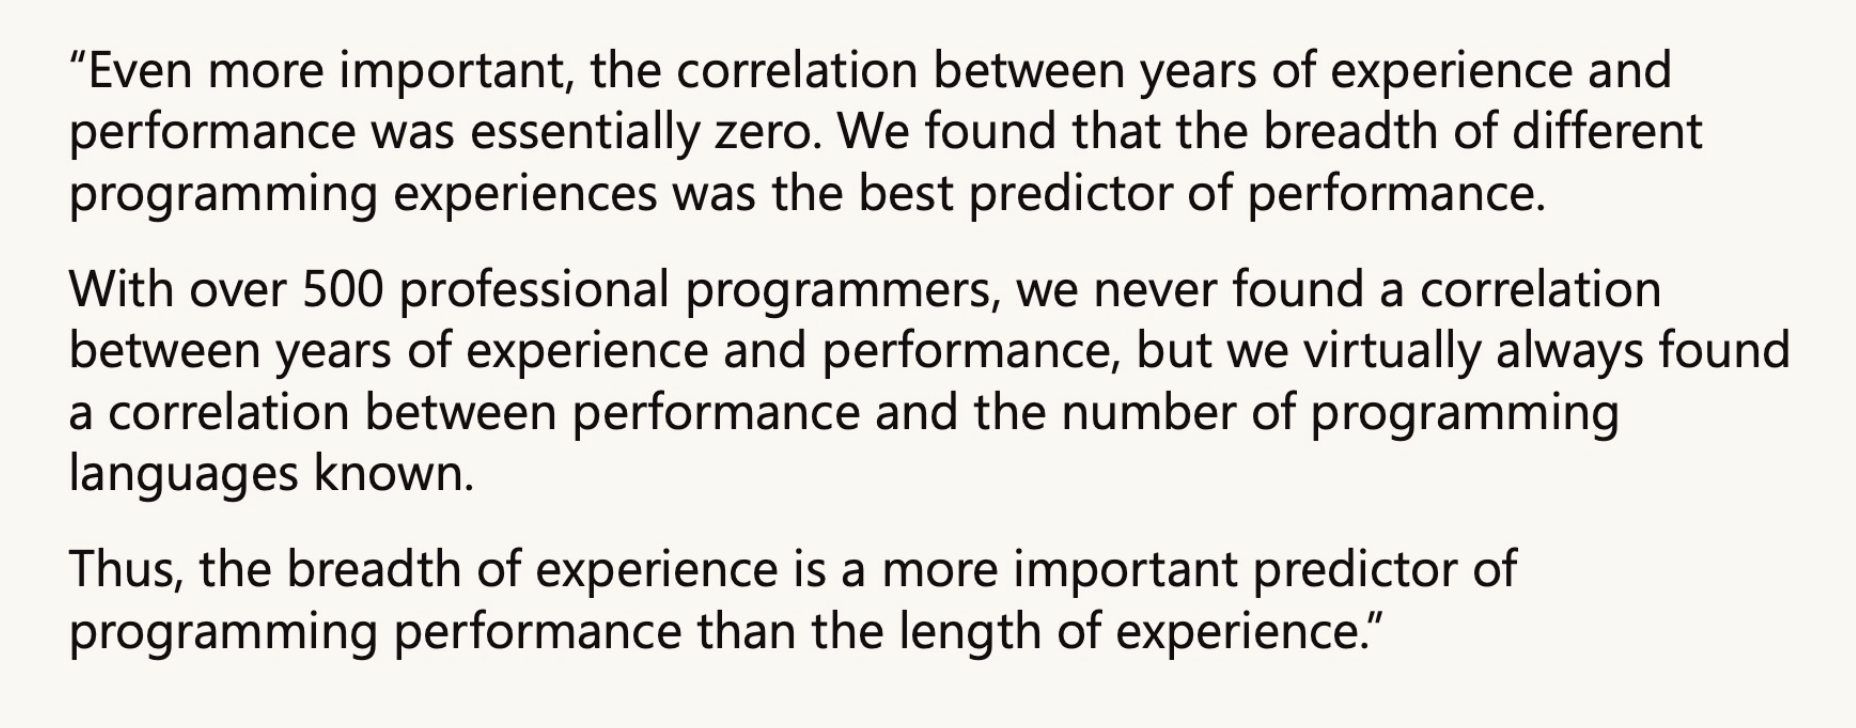 “Even more important, the correlation between years of experience and
performance was essentially zero. We found that the breadth of different
programming experiences was the best predictor of performance.
With over 500 professional programmers, we never found a correlation
between years of experience and performance, but we virtually always found
a correlation between performance and the number of programming
languages known.
Thus, the breadth of experience is a more important predictor of
programming performance than the length of experience.”